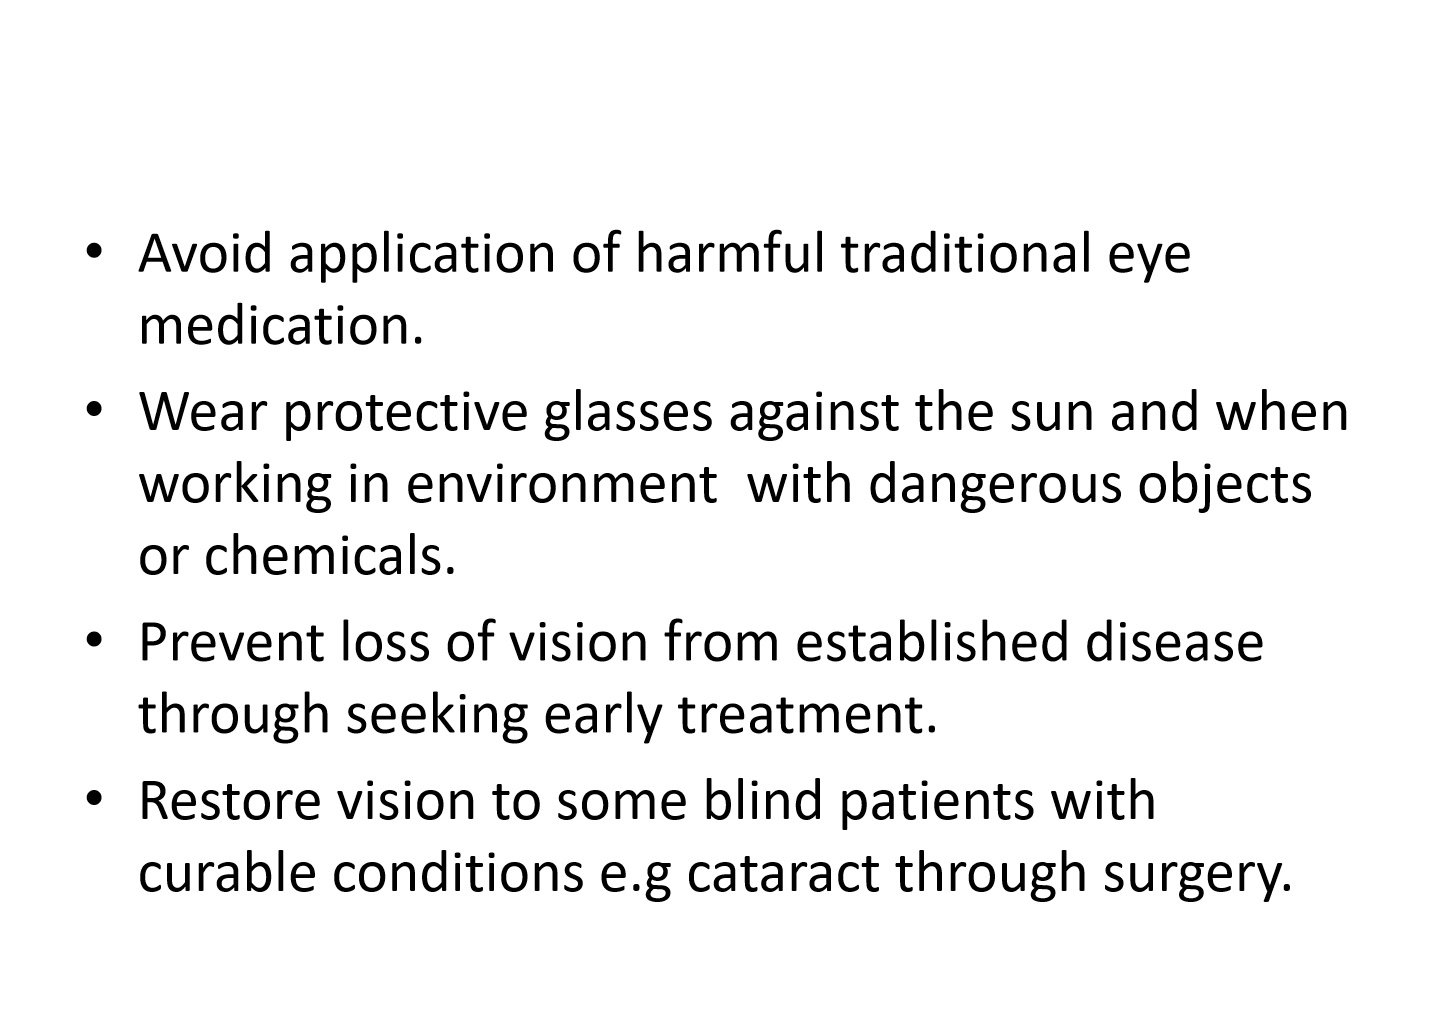 • Avoid application of harmful traditional eye
medication.
• Wear protective glasses against the sun and when
working in environment  with dangerous objects
or chemicals.
• Prevent loss of vision from established disease
through seeking early treatment.
• Restore vision to some blind patients with
curable conditions e.g cataract through surgery.